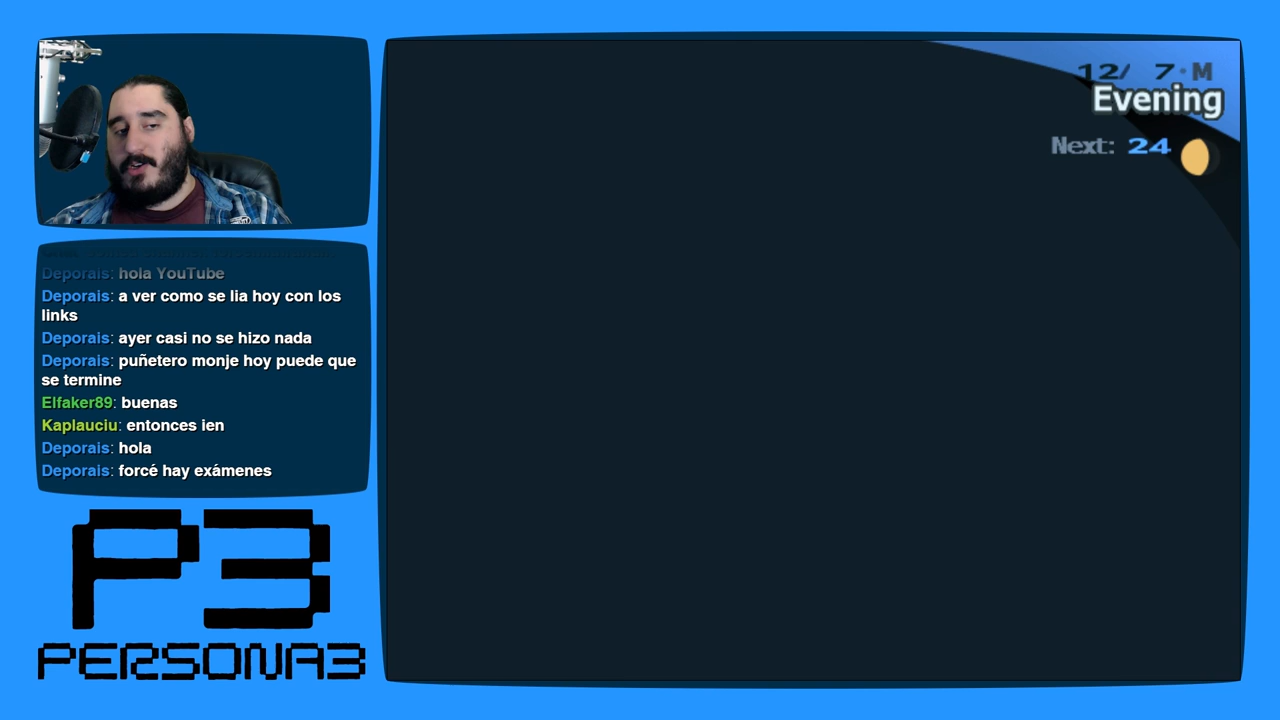 12/ 7·M
Evening
Next: 24
Deporais: hola YouTube
Deporais: a ver como se lia hoy con los
links
Deporais: ayer casi no se hizo nada
Deporais: puñetero monje hoy puede que
se termine
Elfaker89: buenas
Kaplauciu: entonces ien
Deporais: hola
Deporais: forcé hay exámenes
P3
PERSONA3